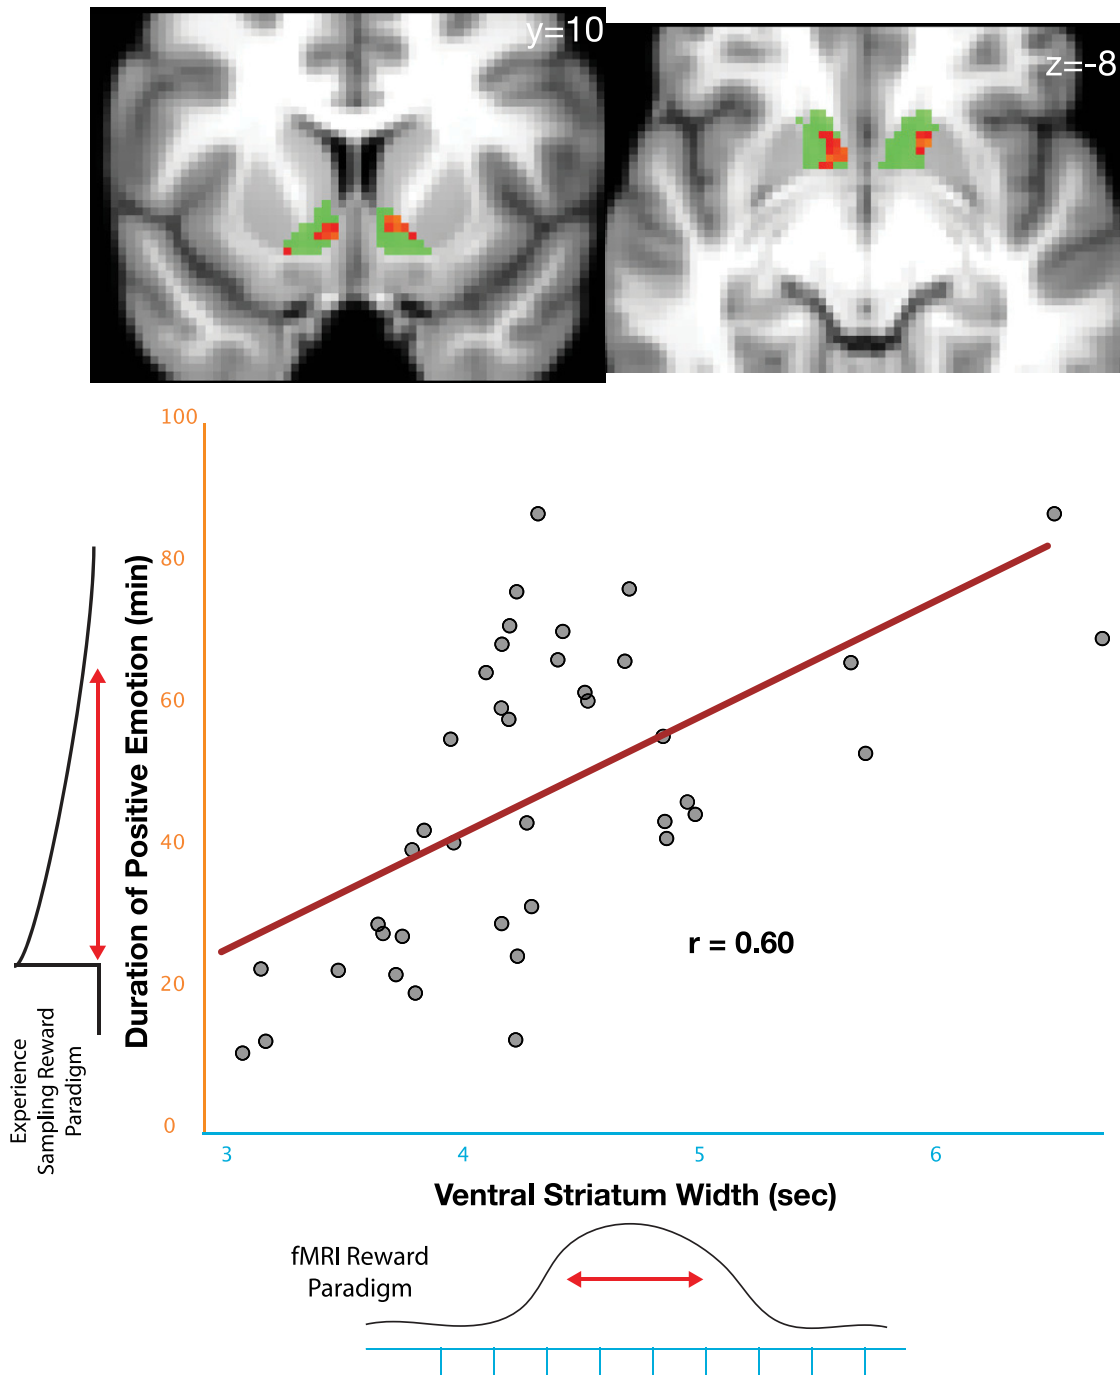 y=10
z=-8
100
80
60
40
20
0
Duration of Positive Emotion (min)
Experience
Sampling Reward
Paradigm
r = 0.60
3
4
5
6
Ventral Striatum Width (sec)
fMRI Reward
Paradigm